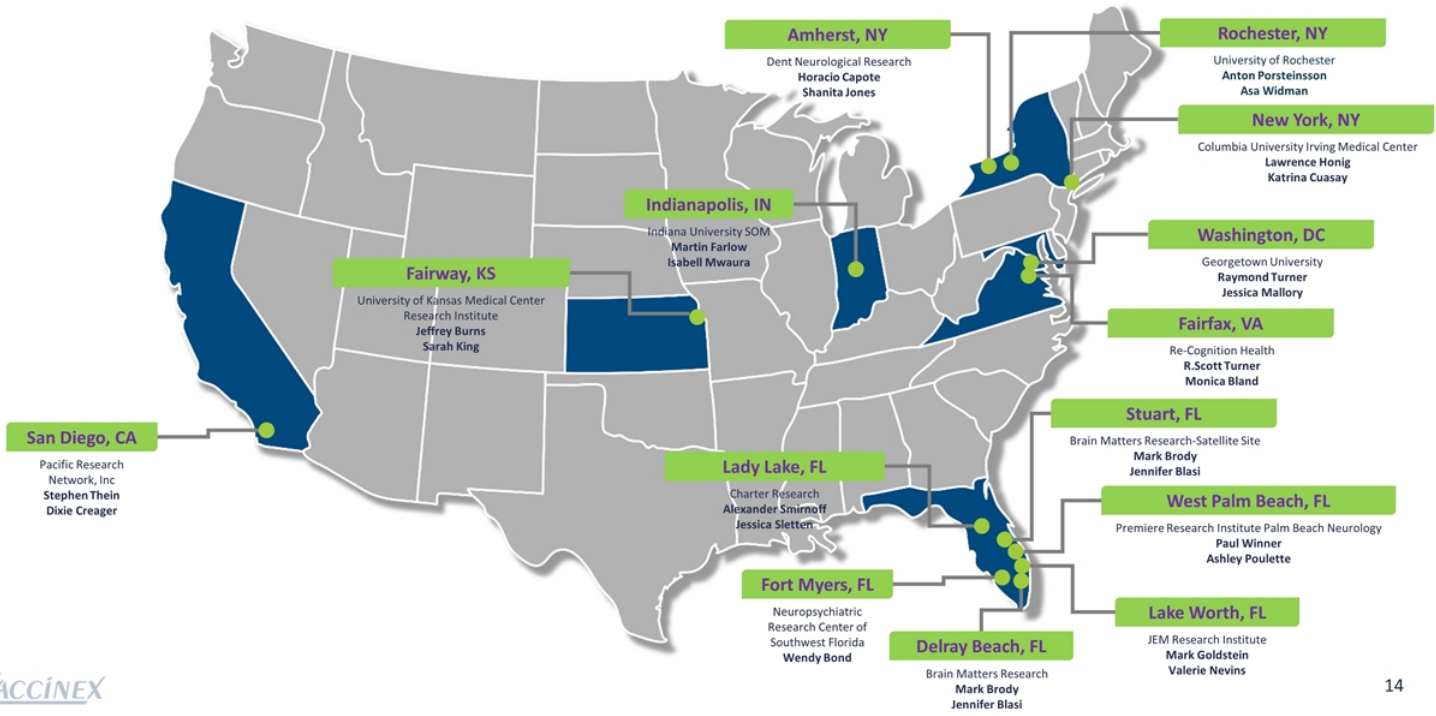 Amherst, NY
Dent Neurological Research
Horacio Capote
Shanita Jones
Rochester, NY
University of Rochester
Anton Porsteinsson
Asa Widman
New York, NY
Columbia University Irving Medical Center
Lawrence Honig
Katrina Cuasay
Indianapolis, IN
Indiana University SOM
Martin Farlow
Isabell Mwaura
Washington, DC
Georgetown University
Raymond Turner
Jessica Mallory
Fairway, KS
University of Kansas Medical Center
Research Institute
Jeffrey Burns
Sarah King
Fairfax, VA
Re-Cognition Health
R.Scott Turner
Monica Bland
San Diego, CA
Pacific Research
Network, Inc
Stephen Thein
Dixie Creager
Stuart, FL
Brain Matters Research-Satellite Site
Mark Brody
Jennifer Blasi
Lady Lake, FL
Charter Research
Alexander Smirnoff
Jessica Sletten
West Palm Beach, FL
Premiere Research Institute Palm Beach Neurology
Paul Winner
Ashley Poulette
Fort Myers, FL
Neuropsychiatric
Research Center of
Southwest Florida
Wendy Bond
Lake Worth, FL
JEM Research Institute
Mark Goldstein
Valerie Nevins
Delray Beach, FL
Brain Matters Research
Mark Brody
Jennifer Blasi
VACCINEX
14